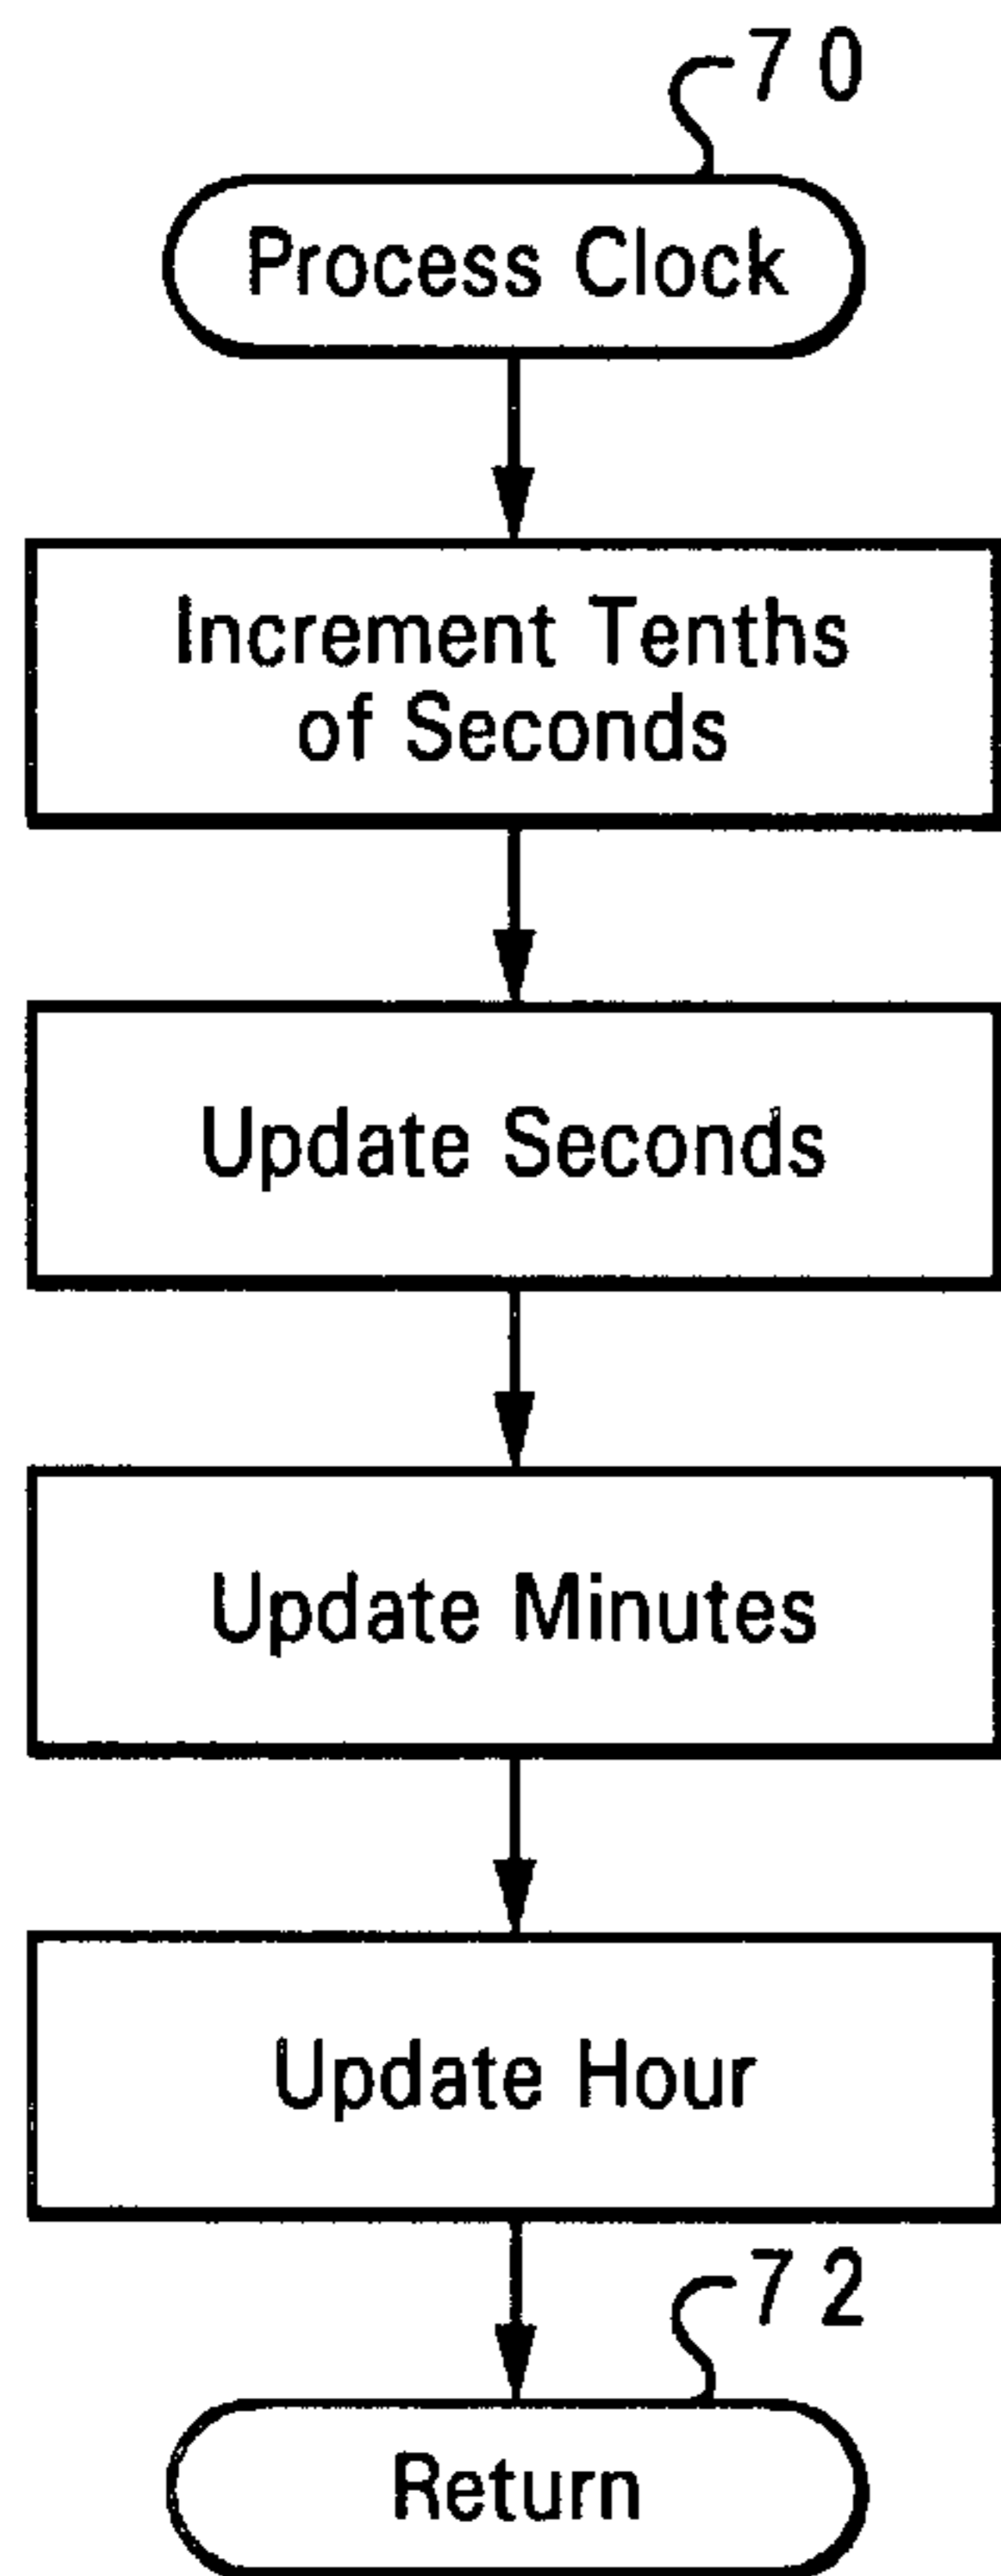 70
Process Clock
Increment Tenths
of Seconds
Update Seconds
Update Minutes
Update Hour
72
Return